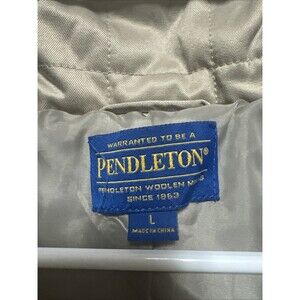 WARRANTED TO BE A
PENDLETON®
PENDLETON WOOLEN MILLS
SINCE 1863
L
MADE IN CHINA